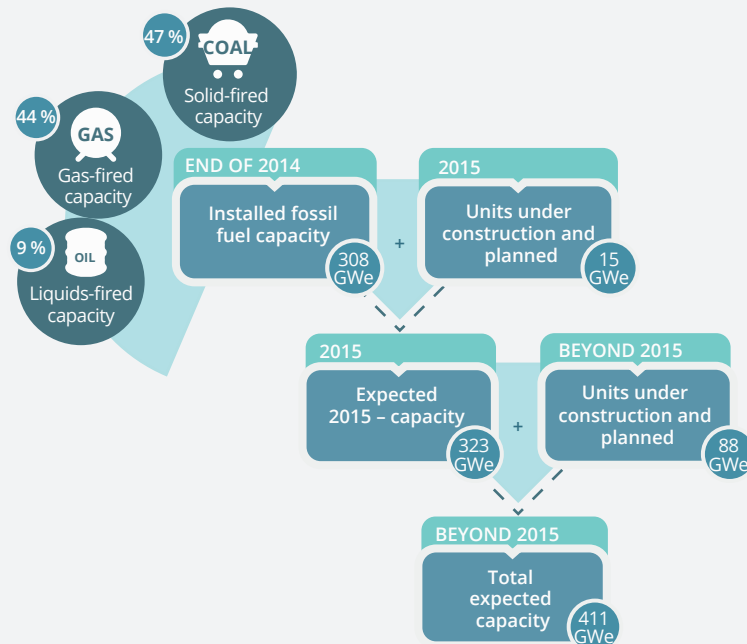 47 %
COAL
Solid-fired
capacity
44 %
GAS
Gas-fired
capacity
9 %
OIL
Liquids-fired
capacity
END OF 2014
Installed fossil
fuel capacity
308
GWe
+
2015
Units under
construction and
planned
15
GWe
2015
Expected
2015 – capacity
323
GWe
+
BEYOND 2015
Units under
construction and
planned
88
GWe
BEYOND 2015
Total
expected
capacity
411
GWe